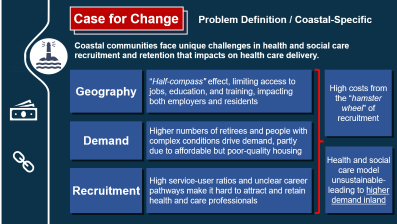 Case for Change
Problem Definition / Coastal-Specific
Coastal communities face unique challenges in health and social care
recruitment and retention that impacts on health care delivery.
Geography
"Half-compass" effect, limiting access to
jobs, education, and training, impacting
both employers and residents
Demand
Higher numbers of retirees and people with
complex conditions drive demand, partly
due to affordable but poor-quality housing
Recruitment
High service-user ratios and unclear career
pathways make it hard to attract and retain
health and care professionals
High costs from
the "hamster
wheel" of
recruitment
Health and social
care model
unsustainable-
leading to higher
demand inland